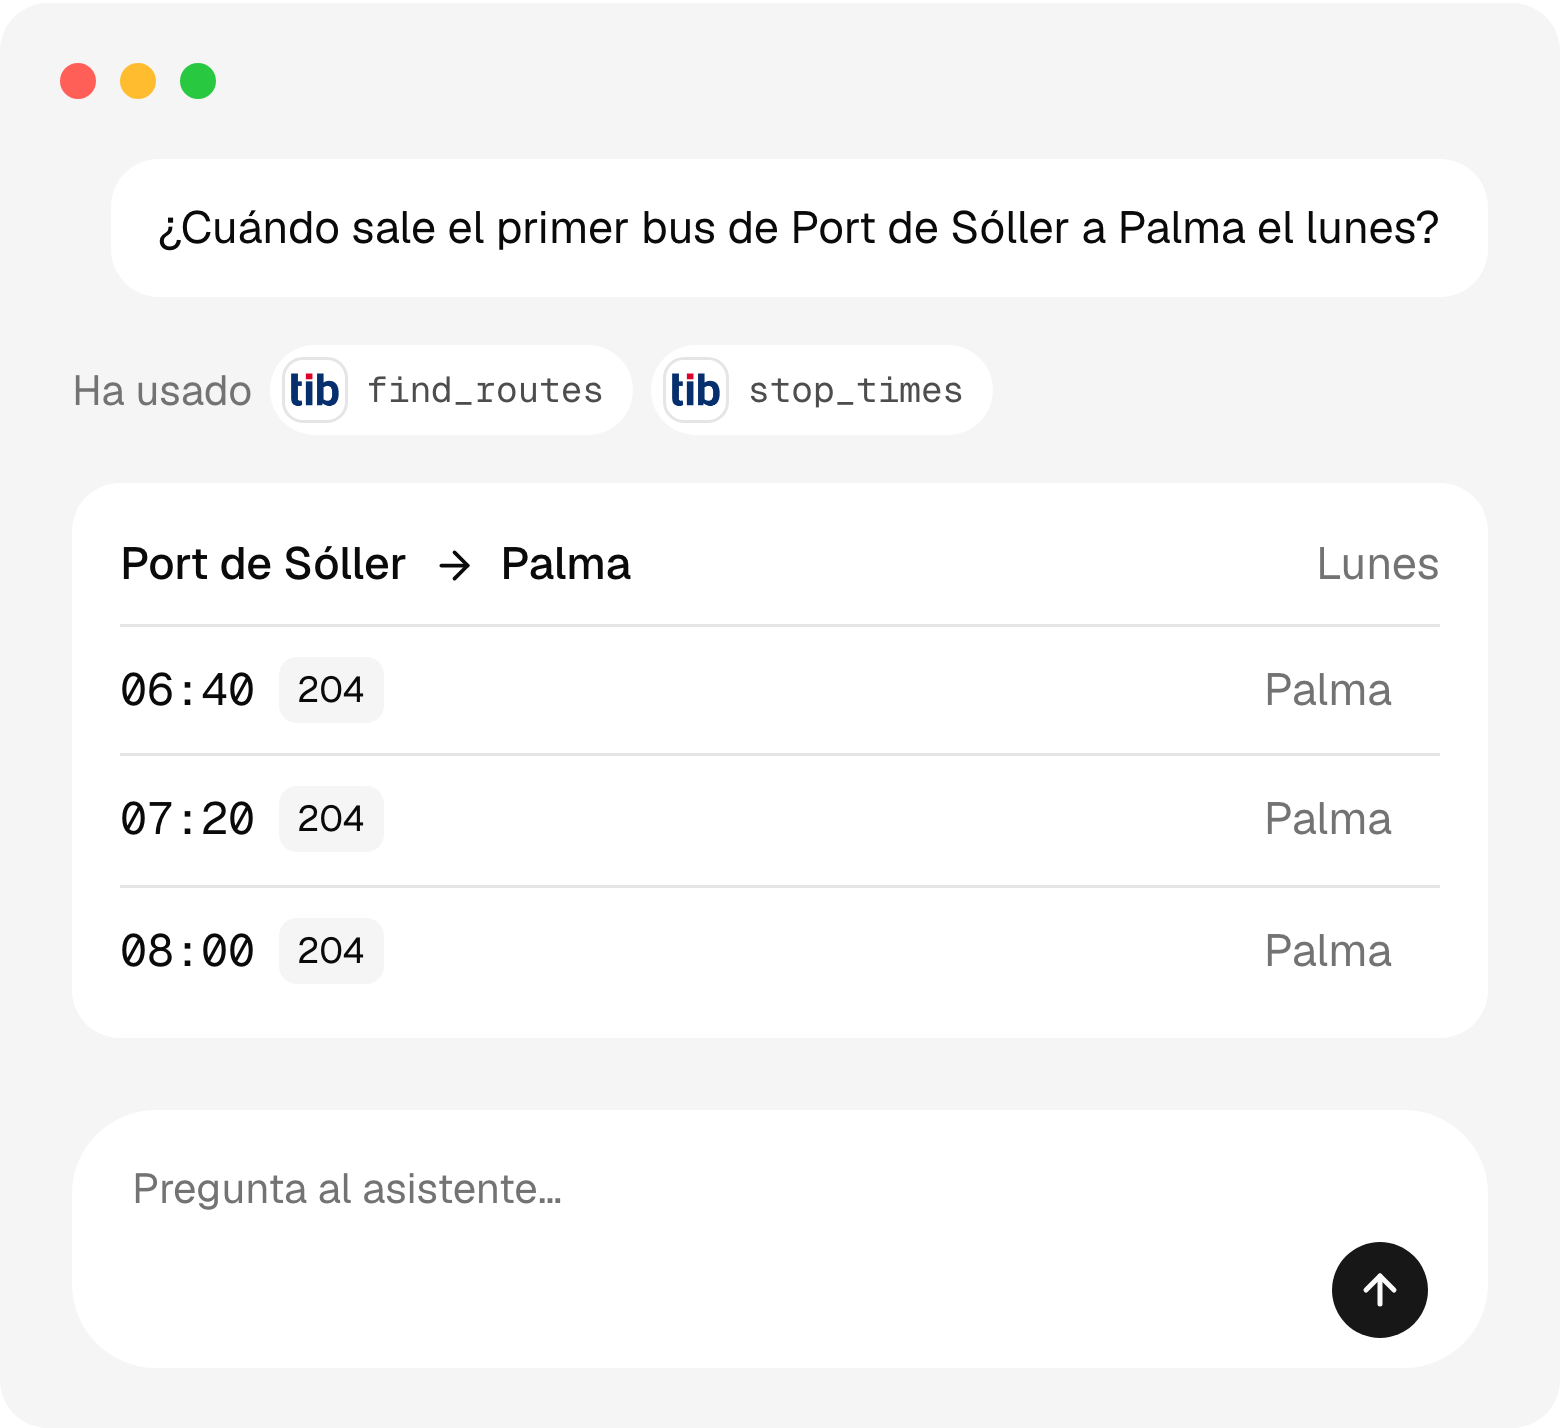 ¿Cuándo sale el primer bus de Port de Sóller a Palma el lunes?
Ha usado tib find_routes tib stop_times
Port de Sóller → Palma Lunes
06:40 204 Palma
07:20 204 Palma
08:00 204 Palma
Pregunta al asistente…